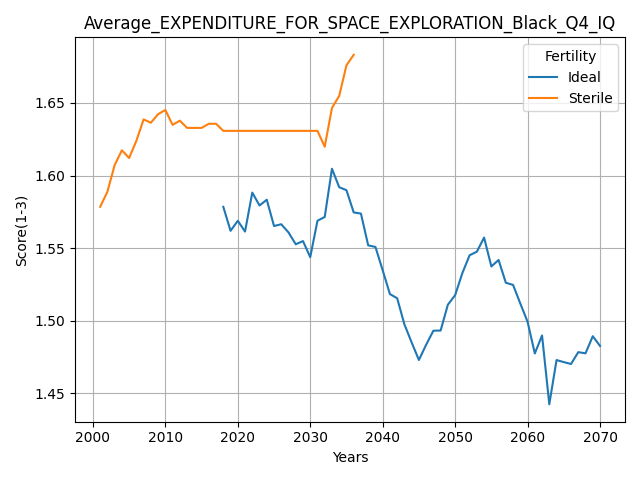 Average_EXPENDITURE_FOR_SPACE_EXPLORATION_Black_Q4_IQ
Fertility
Ideal
Sterile
Score(1-3)
1.65
1.60
1.55
1.50
1.45
2000 2010 2020 2030 2040 2050 2060 2070
Years